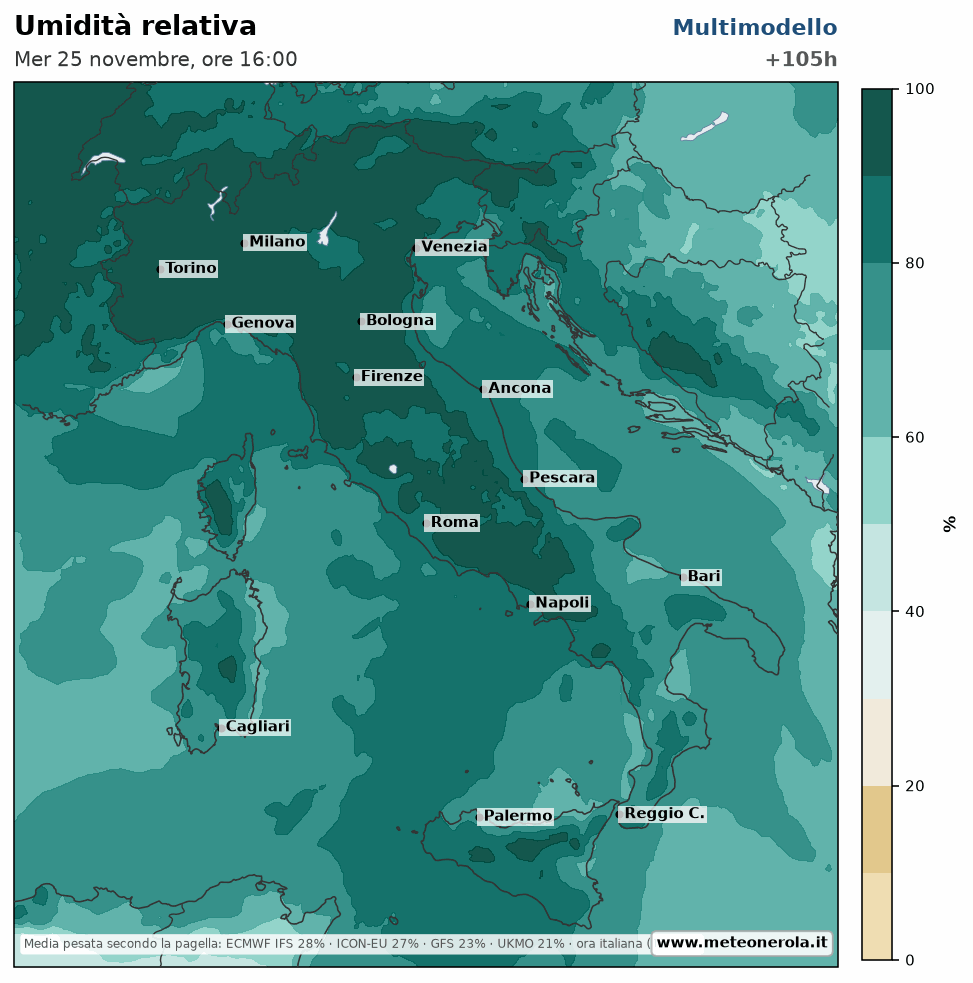 Umidità relativa
Multimodello
Mer 25 novembre, ore 16:00
+105h
100
80
60
40
20
0
%
Milano
Venezia
Torino
Genova
Bologna
Firenze
Ancona
Pescara
Roma
Bari
Napoli
Cagliari
Palermo
Reggio C.
Media pesata secondo la pagella: ECMWF IFS 28% · ICON-EU 27% · GFS 23% · UKMO 21% · ora italiana (
www.meteonerola.it